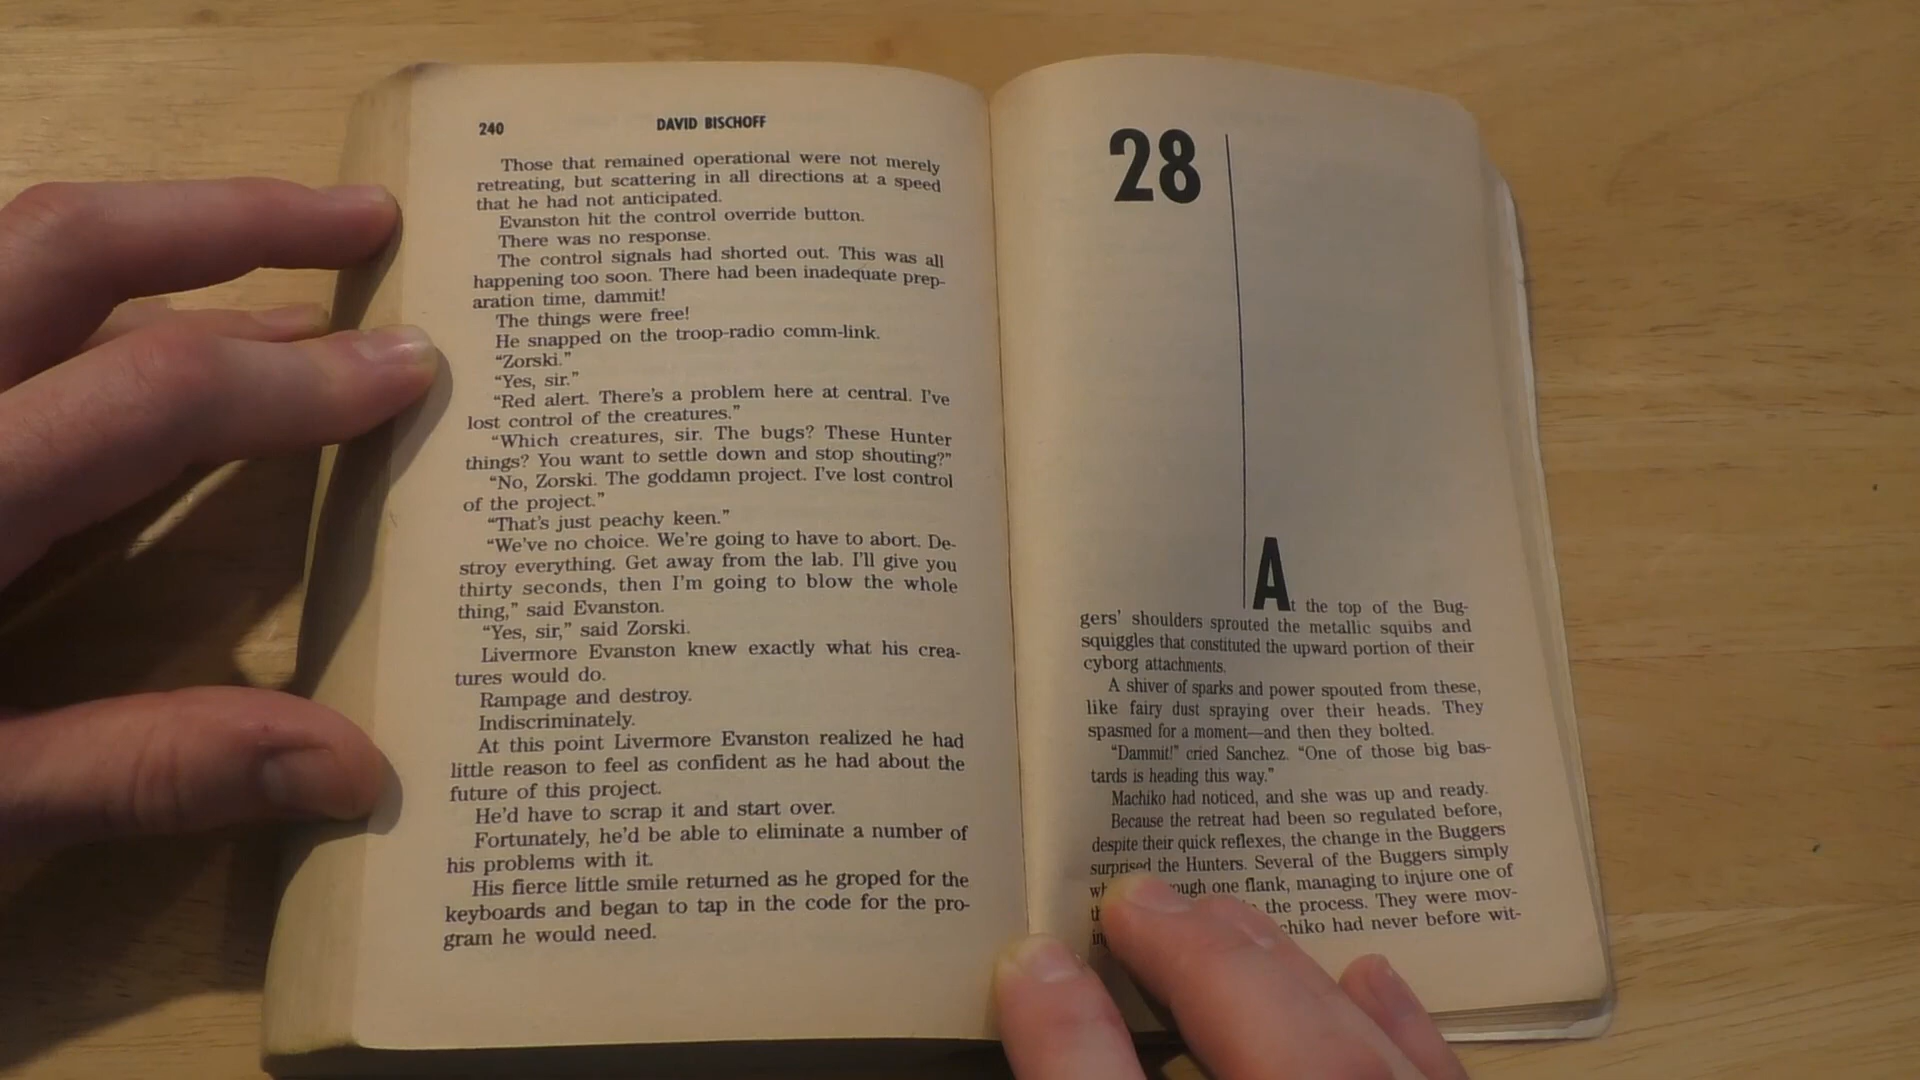 240
DAVID BISCHOFF
Those that remained operational were not merely
retreating, but scattering in all directions at a speed
that he had not anticipated.
Evanston hit the control override button.
There was no response.
The control signals had shorted out. This was all
happening too soon. There had been inadequate prep-
aration time, dammit!
The things were free!
He snapped on the troop-radio comm-link.
“Zorski.”
“Yes, sir.”
“Red alert. There’s a problem here at central. I’ve
lost control of the creatures.”
“Which creatures, sir. The bugs? These Hunter
things? You want to settle down and stop shouting?”
“No, Zorski. The goddamn project. I’ve lost control
of the project.”
“That’s just peachy keen.”
“We’ve no choice. We’re going to have to abort. De-
stroy everything. Get away from the lab. I’ll give you
thirty seconds, then I’m going to blow the whole
thing,” said Evanston.
“Yes, sir,” said Zorski.
Livermore Evanston knew exactly what his crea-
tures would do.
Rampage and destroy.
Indiscriminately.
At this point Livermore Evanston realized he had
little reason to feel as confident as he had about the
future of this project.
He’d have to scrap it and start over.
Fortunately, he’d be able to eliminate a number of
his problems with it.
His fierce little smile returned as he groped for the
keyboards and began to tap in the code for the pro-
gram he would need.
28
At the top of the Bug-
gers’ shoulders sprouted the metallic squibs and
squiggles that constituted the upward portion of their
cyborg attachments.
A shiver of sparks and power spouted from these,
like fairy dust spraying over their heads. They
spasmed for a moment—and then they bolted.
“Dammit!” cried Sanchez. “One of those big bas-
tards is heading this way.”
Machiko had noticed, and she was up and ready.
Because the retreat had been so regulated before,
despite their quick reflexes, the change in the Buggers
surprised the Hunters. Several of the Buggers simply
one flank, managing to injure one of
the process. They were mov-
had never before wit-